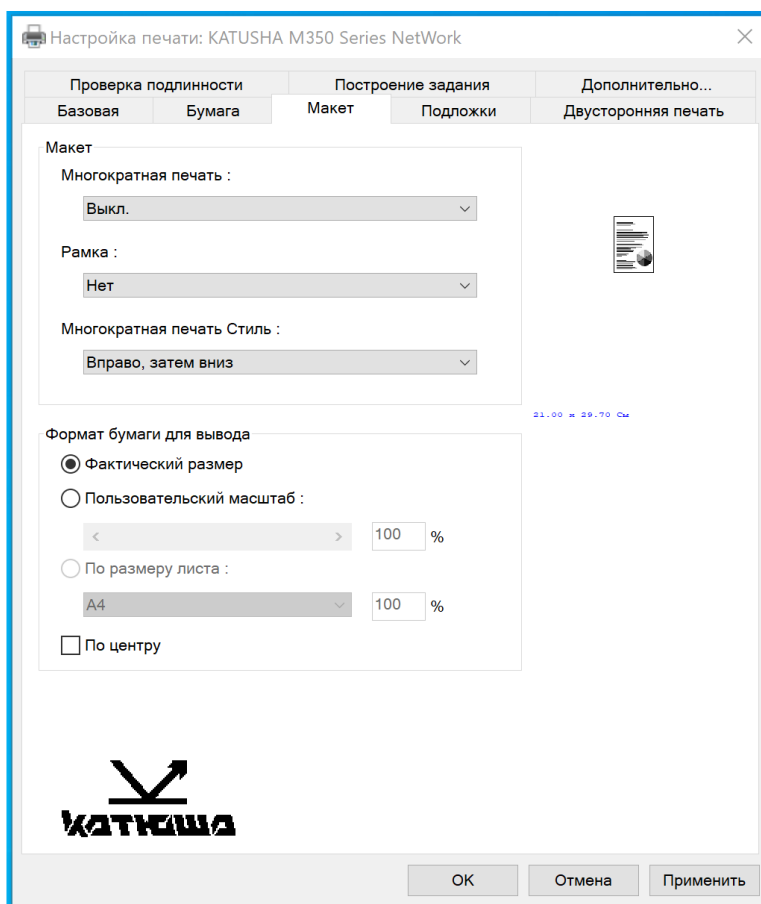 Настройка печати: KATUSHA M350 Series NetWork
Проверка подлинности Построение задания Дополнительно...
Базовая Бумага Макет Подложки Двусторонняя печать
Макет
Многократная печать :
Выкл.
Рамка :
Нет
Многократная печать Стиль :
Вправо, затем вниз
21.00 x 29.70 См
Формат бумаги для вывода
Фактический размер
Пользовательский масштаб :
100 %
По размеру листа :
A4 100 %
По центру
катюша
OK Отмена Применить